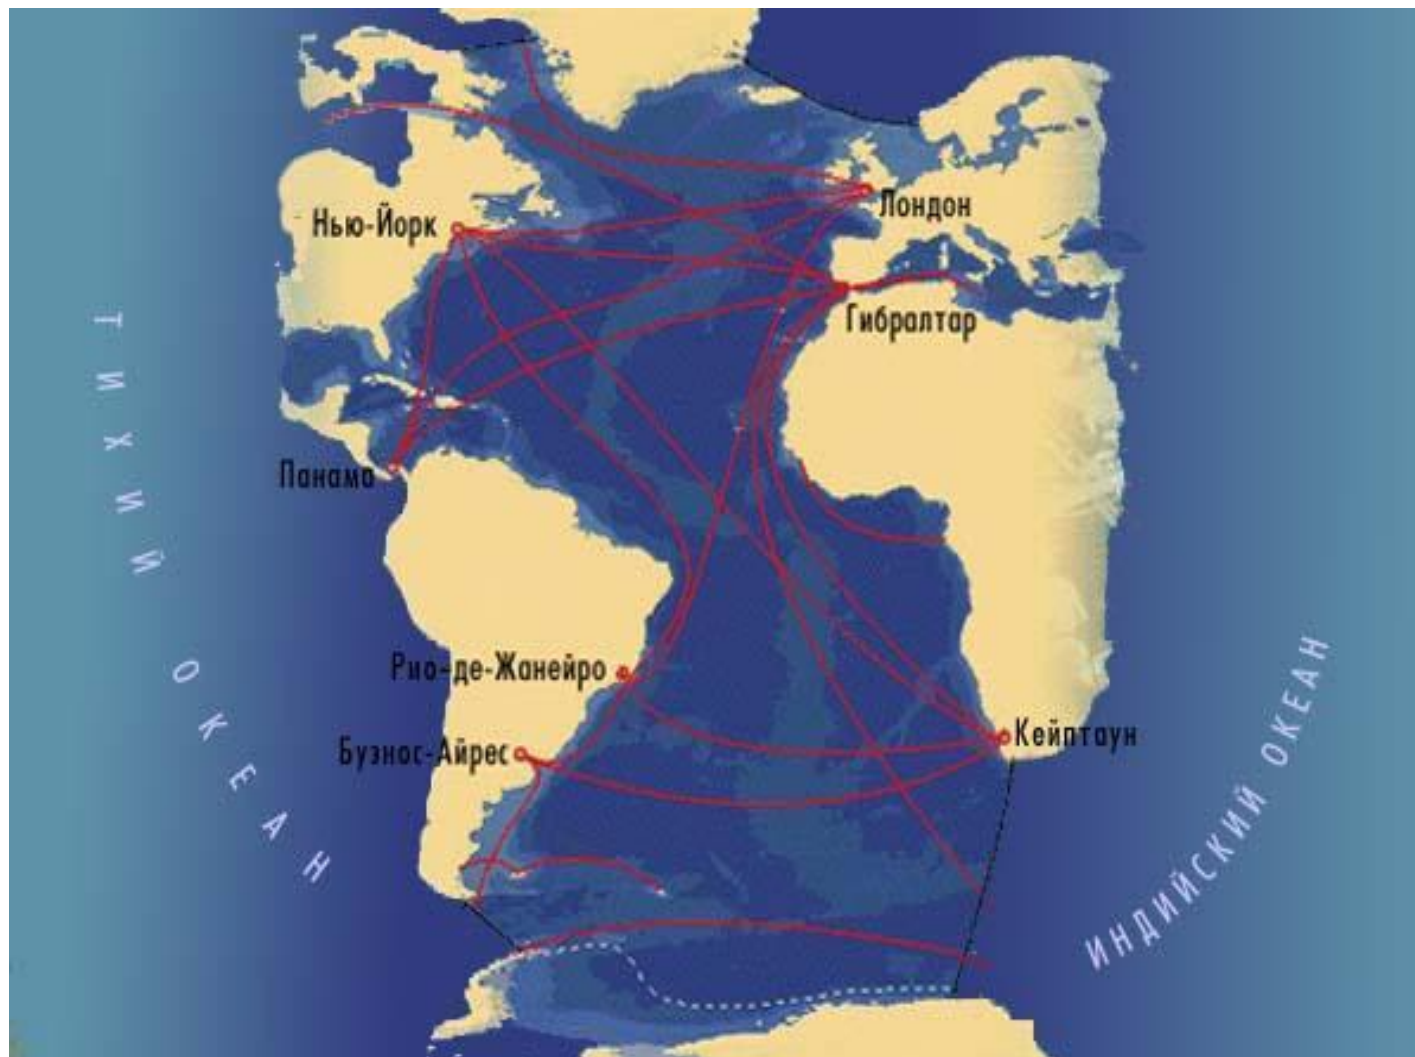 Лондон
Нью-Йорк
Гибралтар
Панама
Рио-де-Жанейро
Буэнос-Айрес
Кейптаун
ТИХИЙ ОКЕАН
ИНДИЙСКИЙ ОКЕАН